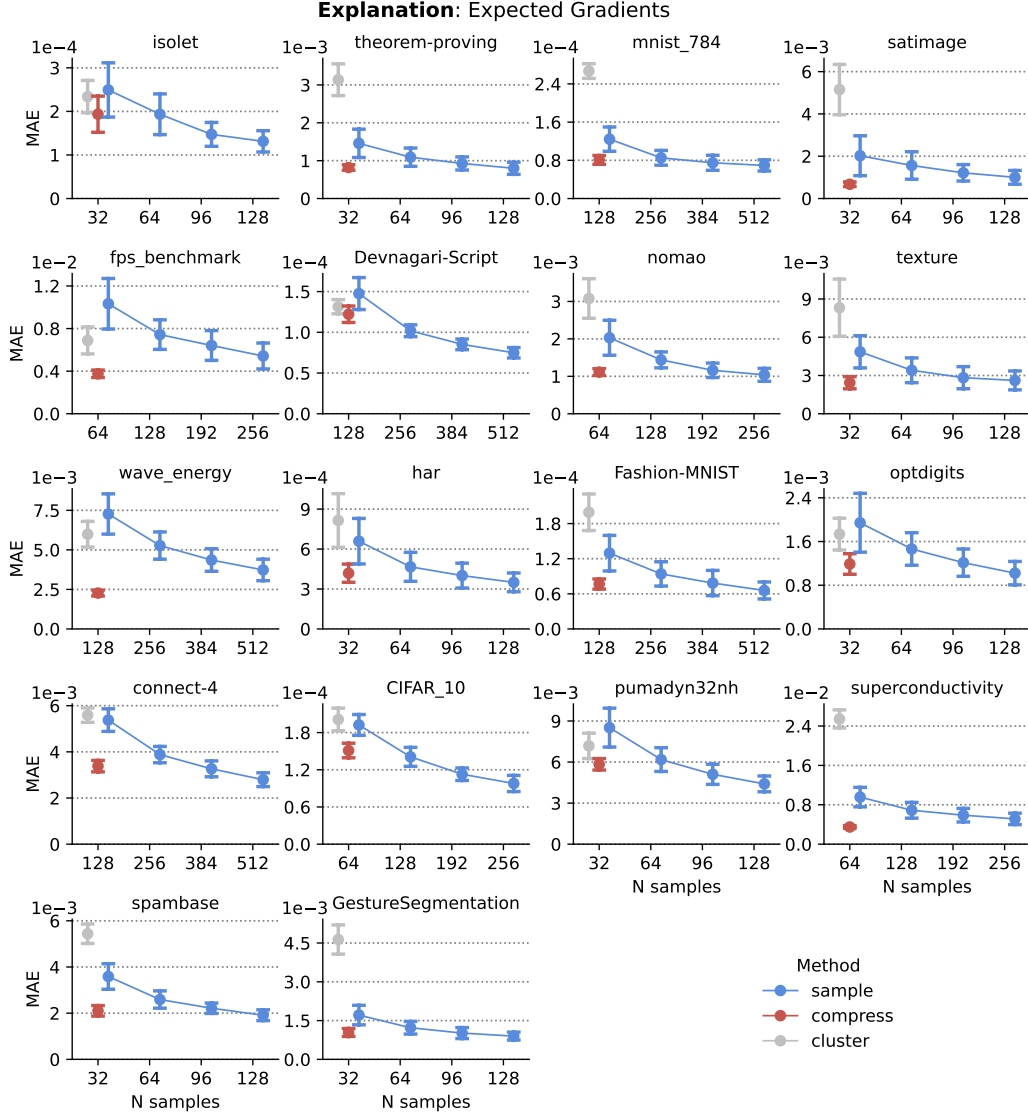 Explanation: Expected Gradients
isolet
1e−4
MAE
3
2
1
0
32 64 96 128
theorem-proving
1e−3
3
2
1
0
32 64 96 128
mnist_784
1e−4
2.4
1.6
0.8
0.0
128 256 384 512
satimage
1e−3
6
4
2
0
32 64 96 128
fps_benchmark
1e−2
MAE
1.2
0.8
0.4
0.0
64 128 192 256
Devnagari-Script
1e−4
1.5
1.0
0.5
0.0
128 256 384 512
nomao
1e−3
3
2
1
0
64 128 192 256
texture
1e−3
9
6
3
0
32 64 96 128
wave_energy
1e−3
MAE
7.5
5.0
2.5
0.0
128 256 384 512
har
1e−4
9
6
3
0
32 64 96 128
Fashion-MNIST
1e−4
1.8
1.2
0.6
0.0
128 256 384 512
optdigits
1e−3
2.4
1.6
0.8
0.0
32 64 96 128
connect-4
1e−3
MAE
6
4
2
0
128 256 384 512
CIFAR_10
1e−4
1.8
1.2
0.6
0.0
64 128 192 256
pumadyn32nh
1e−3
9
6
3
0
32 64 96 128
N samples
superconductivity
1e−2
2.4
1.6
0.8
0.0
64 128 192 256
N samples
spambase
1e−3
MAE
6
4
2
0
32 64 96 128
N samples
GestureSegmentation
1e−3
4.5
3.0
1.5
0.0
32 64 96 128
N samples
Method
sample
compress
cluster